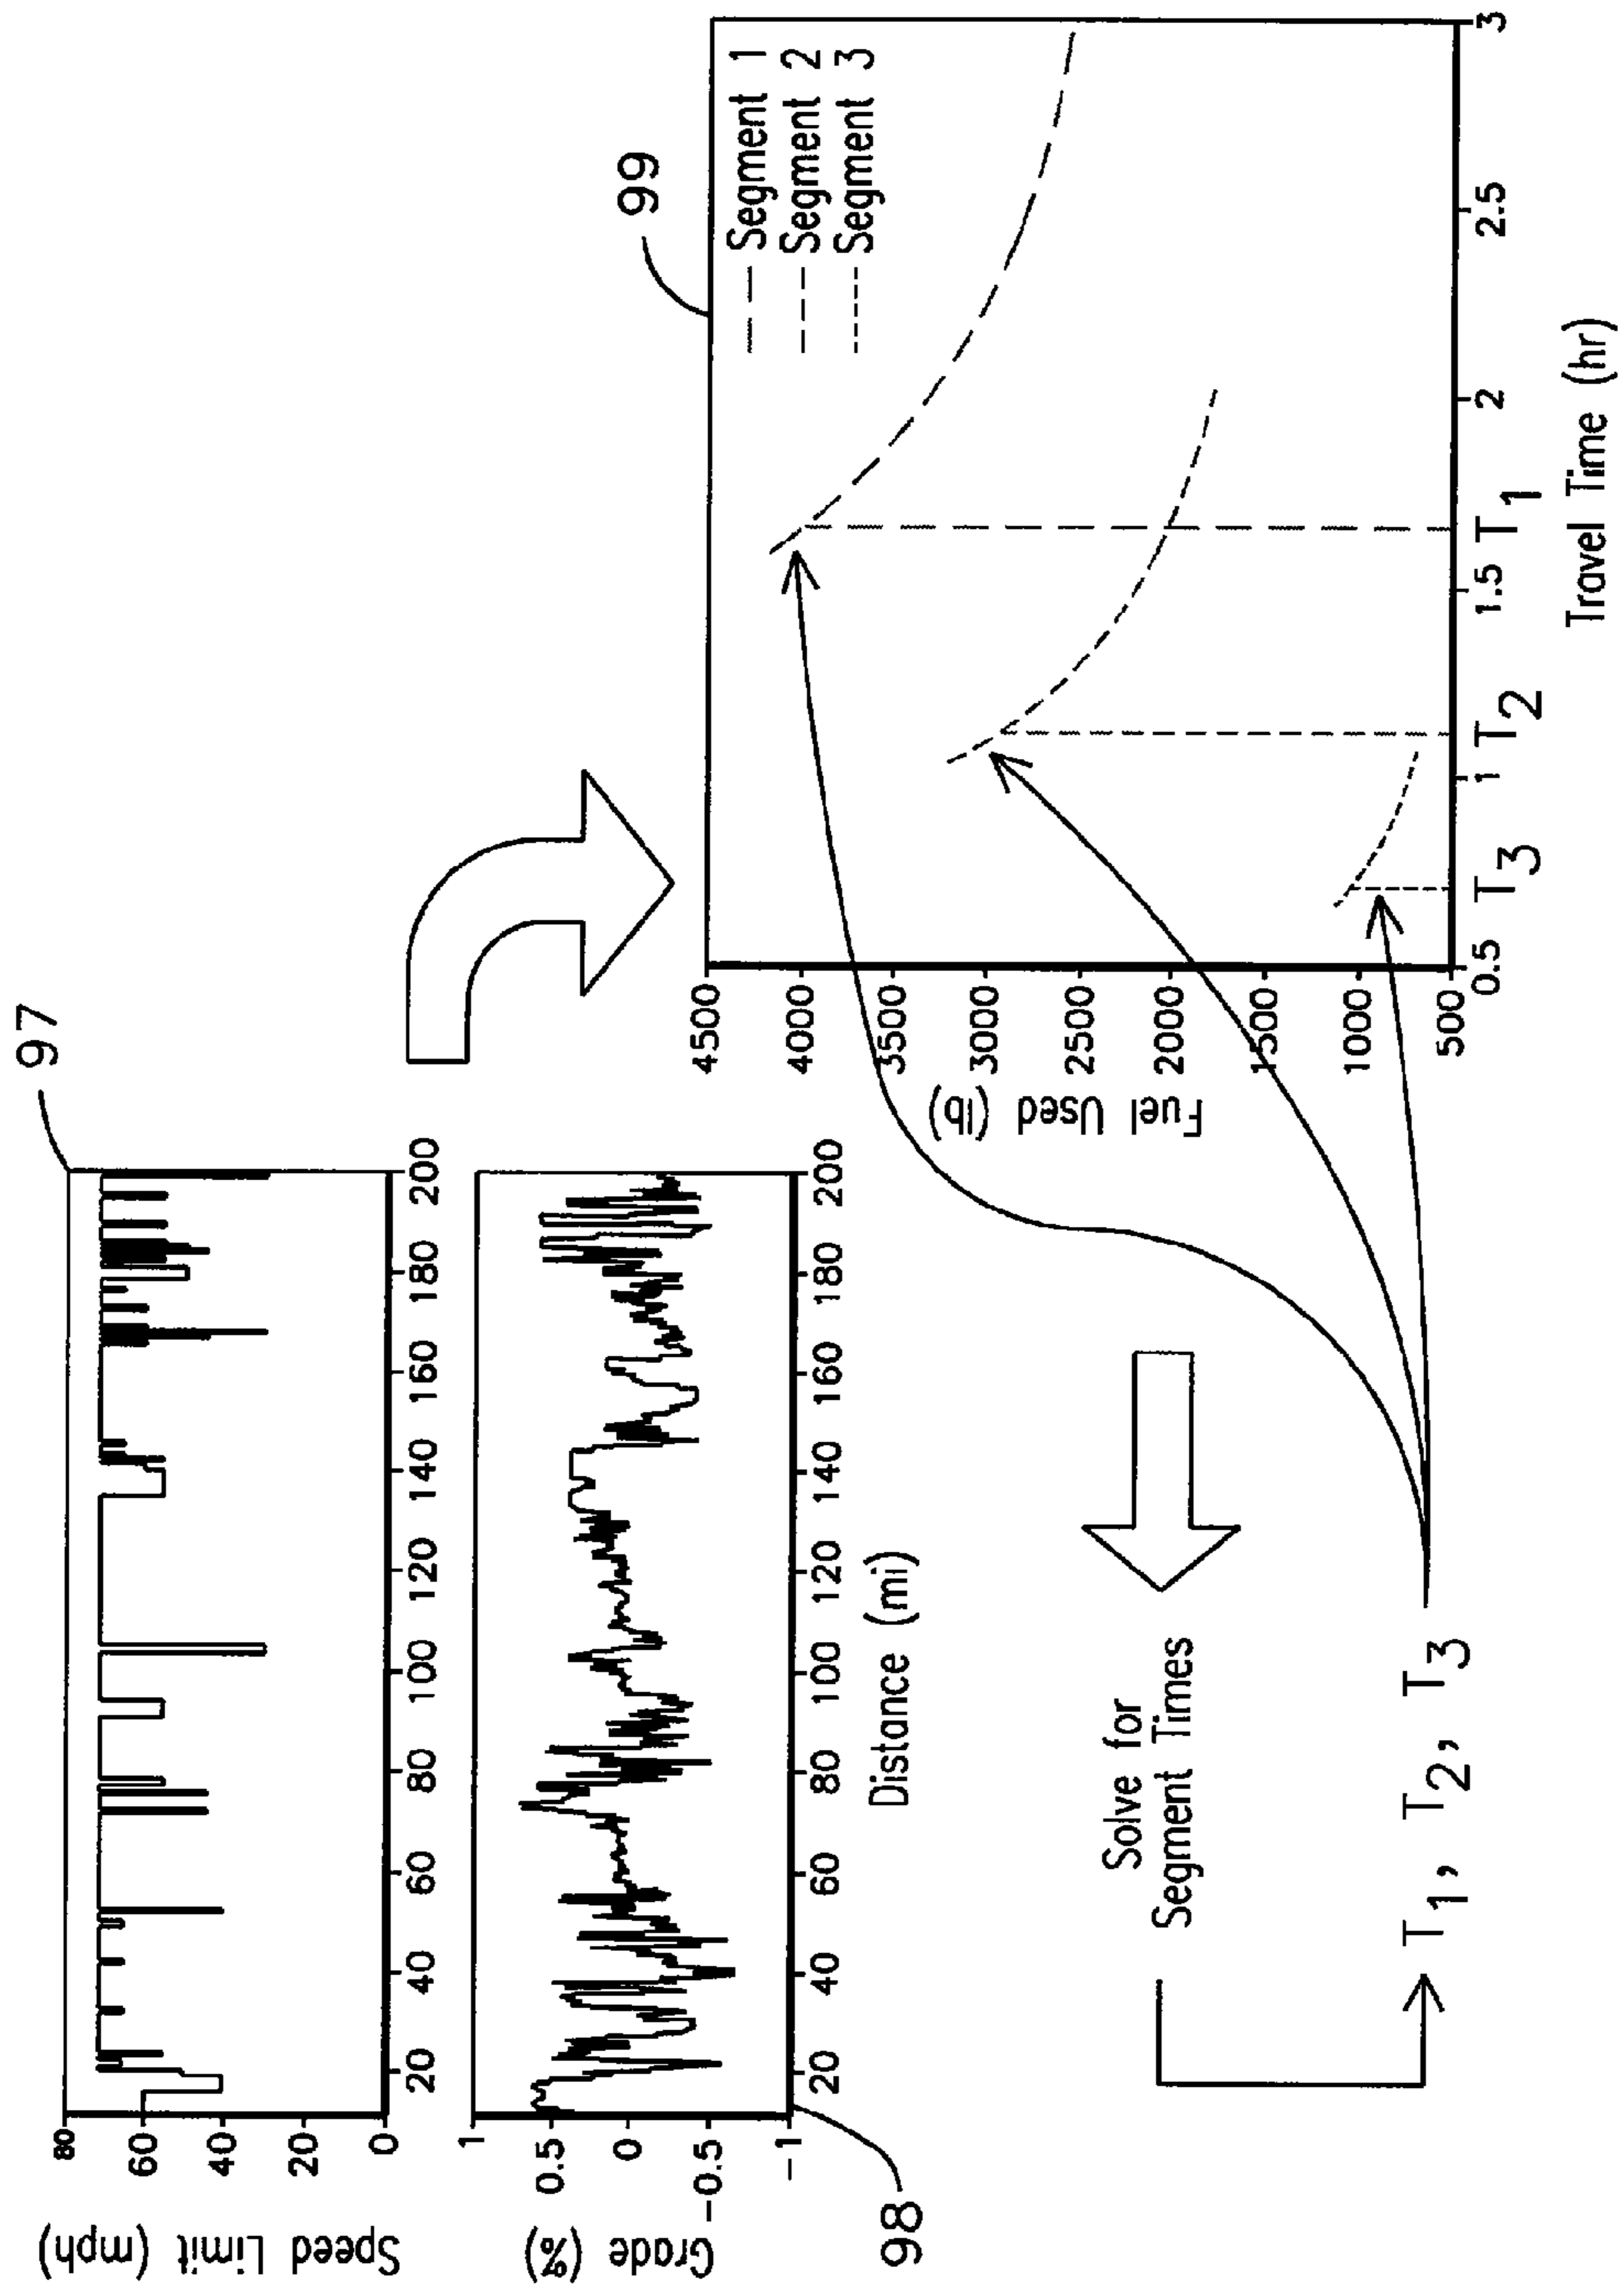 97
Speed Limit (mph)
80
60
40
20
0
20 40 60 80 100 120 140 160 180 200
Grade (%)
1
0.5
0
-0.5
-1
20 40 60 80 100 120 140 160 180 200
Distance (mi)
98
99
Segment 1
Segment 2
Segment 3
Fuel Used (lb)
4500
4000
3500
3000
2500
2000
1500
1000
500
0.5 T3 1 T2 1.5 T1 2 2.5 3
Travel Time (hr)
Solve for
Segment Times
T1, T2, T3